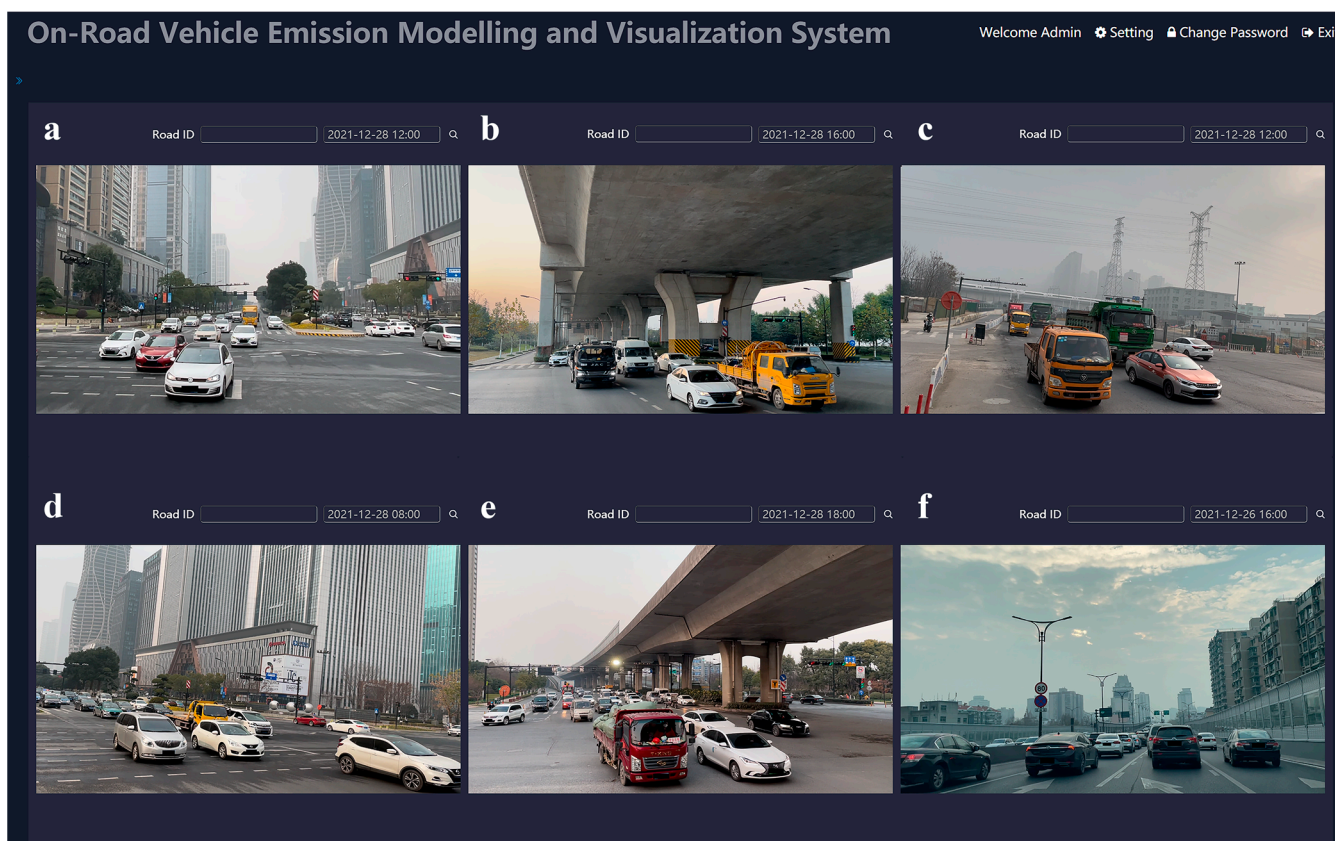 On-Road Vehicle Emission Modelling and Visualization System
Welcome Admin Setting Change Password Exi
a Road ID 2021-12-28 12:00
b Road ID 2021-12-28 16:00
c Road ID 2021-12-28 12:00
d Road ID 2021-12-28 08:00
e Road ID 2021-12-28 18:00
f Road ID 2021-12-26 16:00
80